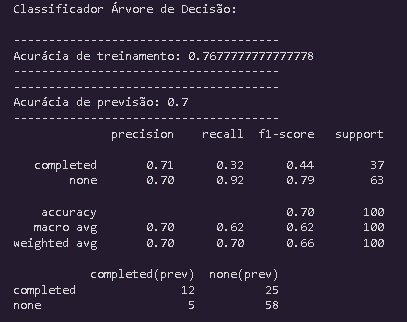 Classificador Árvore de Decisão:
--------------------------------------
Acurácia de treinamento: 0.7677777777777778
--------------------------------------
--------------------------------------
Acurácia de previsão: 0.7
--------------------------------------
precision recall f1-score support
completed 0.71 0.32 0.44 37
none 0.70 0.92 0.79 63
accuracy 0.70 100
macro avg 0.70 0.62 0.62 100
weighted avg 0.70 0.70 0.66 100
completed(prev) none(prev)
completed 12 25
none 5 58